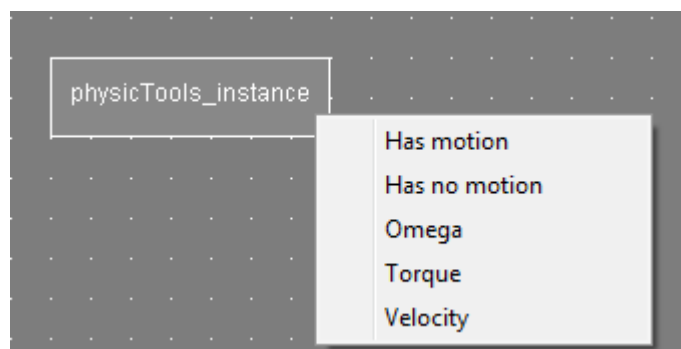 physicTools_instance
Has motion
Has no motion
Omega
Torque
Velocity